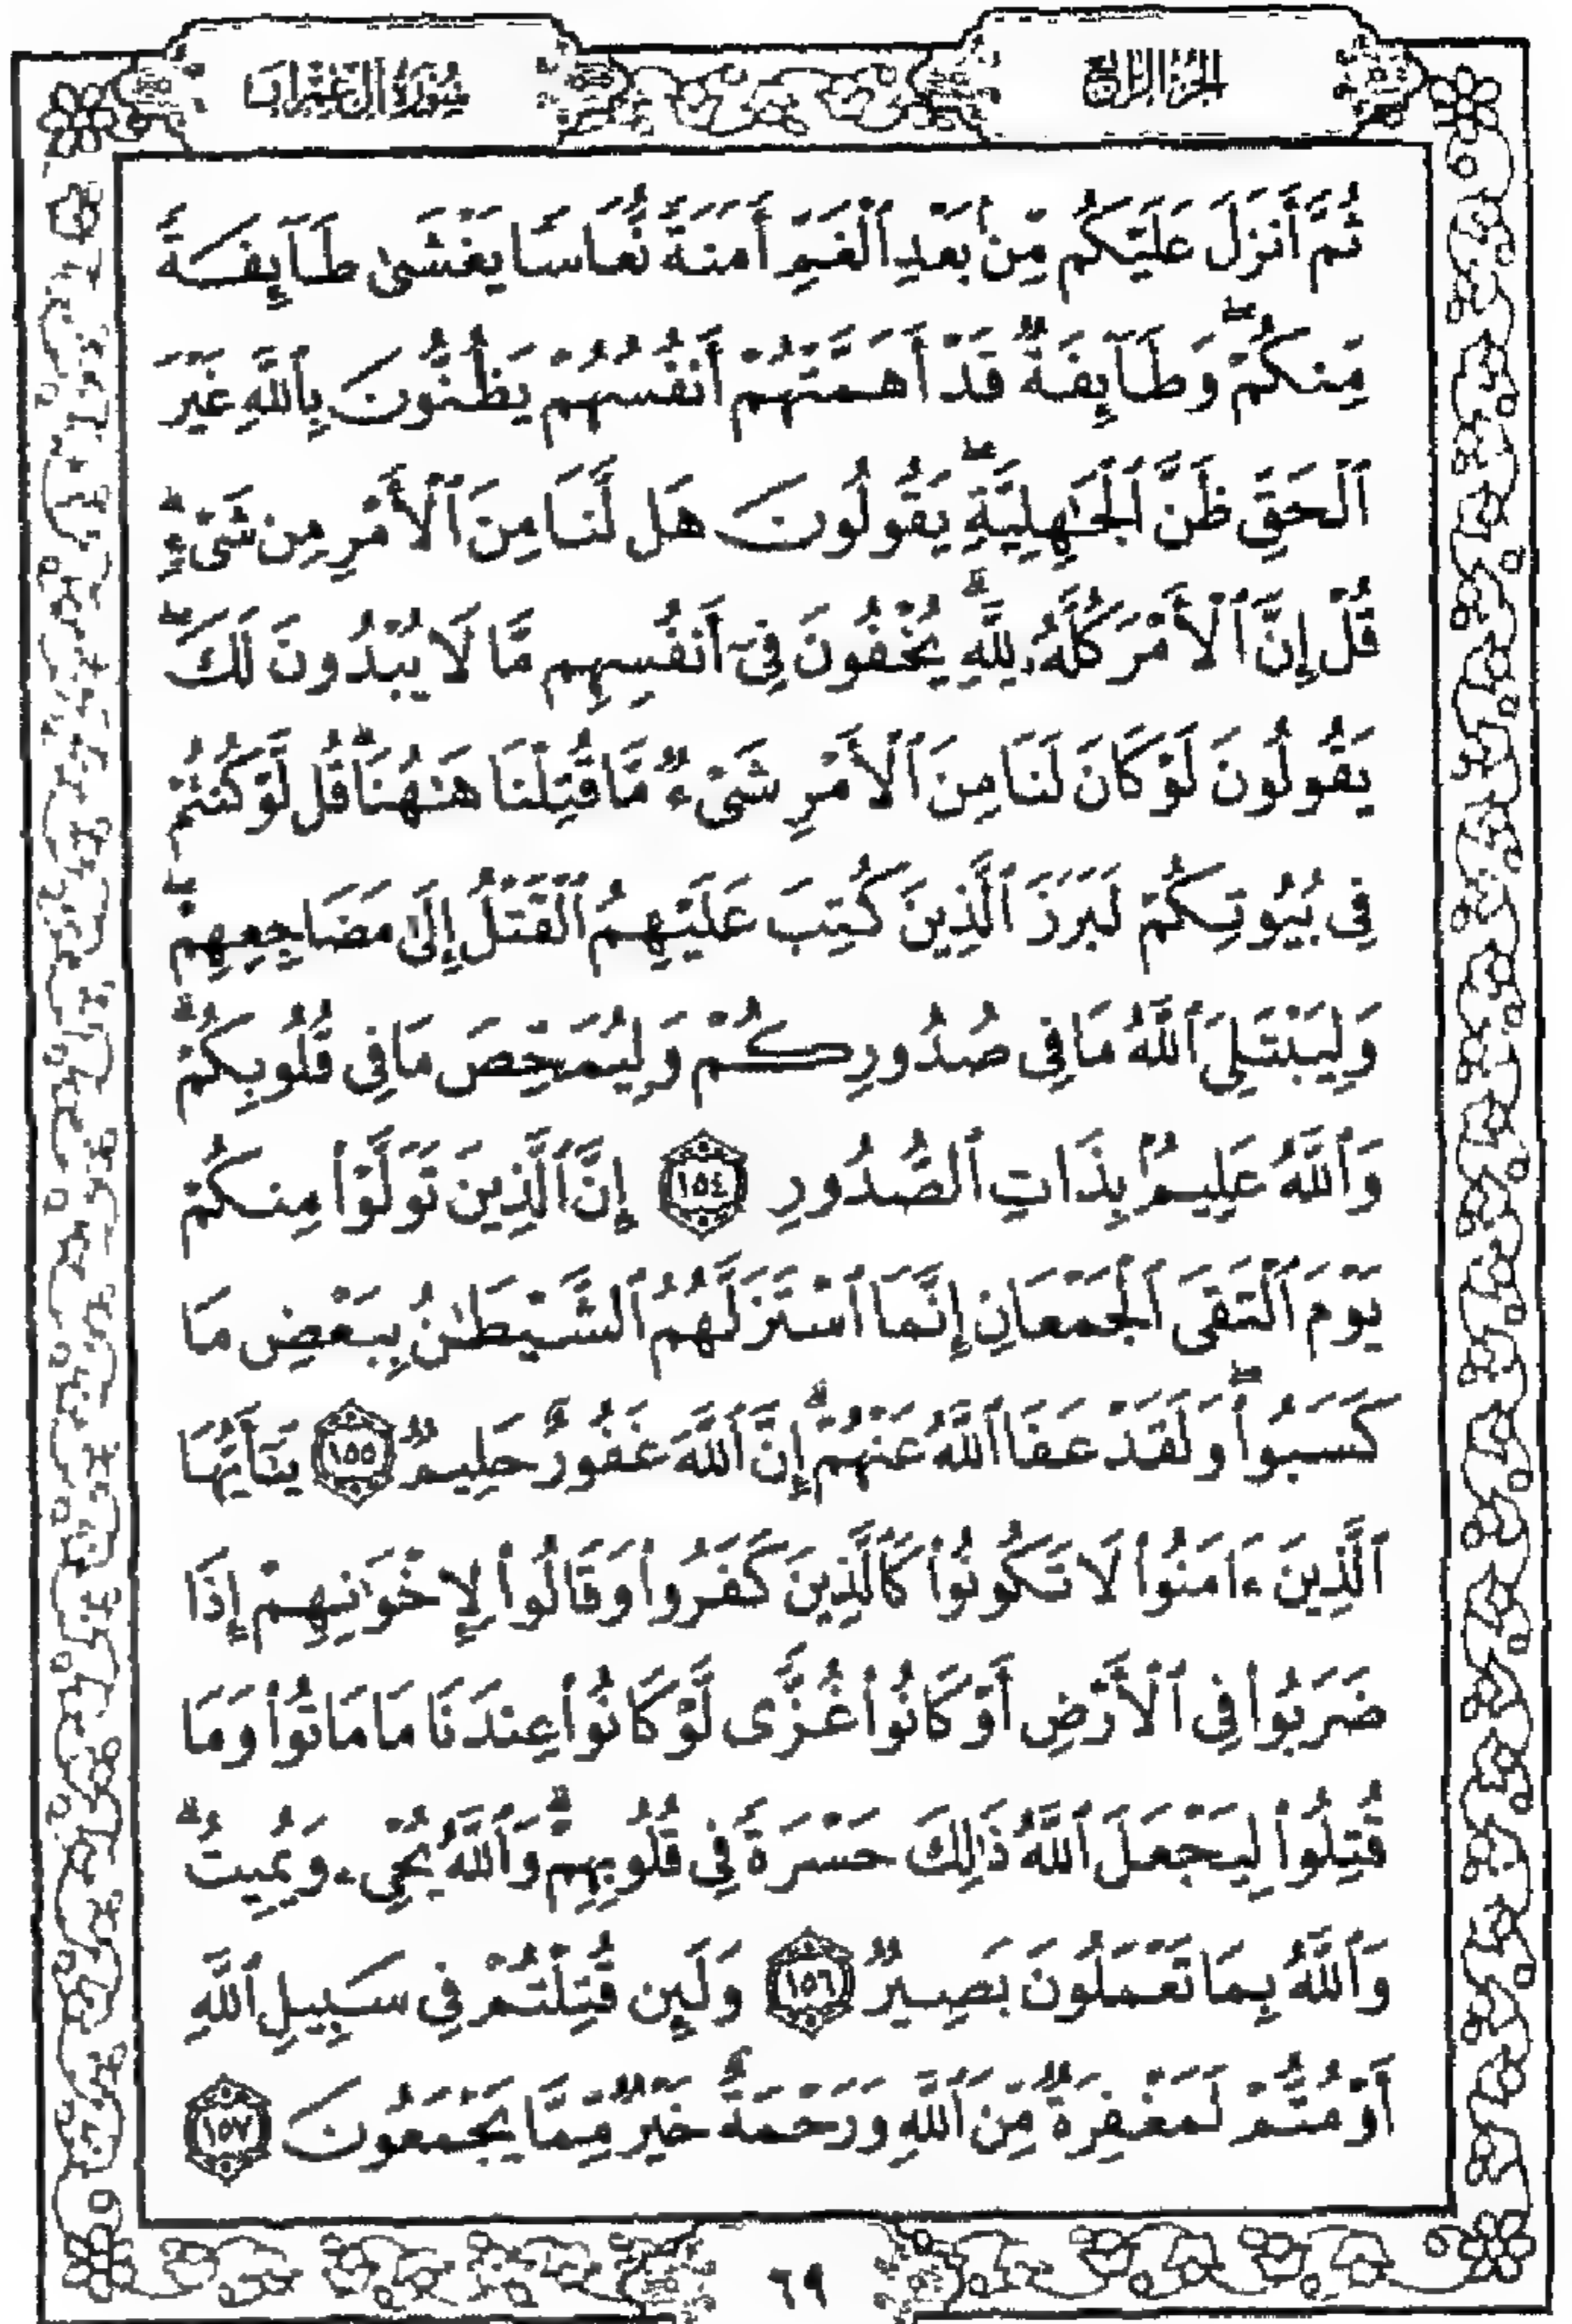 الجزء الرابع
سورة آل عمران
ثُمَّ أَنزَلَ عَلَيْكُم مِّنۢ بَعْدِ ٱلْغَمِّ أَمَنَةً نُّعَاسًا يَغْشَىٰ طَآئِفَةً
مِّنكُمْ ۖ وَطَآئِفَةٌ قَدْ أَهَمَّتْهُمْ أَنفُسُهُمْ يَظُنُّونَ بِٱللَّهِ غَيْرَ
ٱلْحَقِّ ظَنَّ ٱلْجَٰهِلِيَّةِ ۖ يَقُولُونَ هَل لَّنَا مِنَ ٱلْأَمْرِ مِن شَىْءٍ ۗ
قُلْ إِنَّ ٱلْأَمْرَ كُلَّهُۥ لِلَّهِ ۗ يُخْفُونَ فِىٓ أَنفُسِهِم مَّا لَا يُبْدُونَ لَكَ ۖ
يَقُولُونَ لَوْ كَانَ لَنَا مِنَ ٱلْأَمْرِ شَىْءٌ مَّا قُتِلْنَا هَٰهُنَا ۗ قُل لَّوْ كُنتُمْ
فِى بُيُوتِكُمْ لَبَرَزَ ٱلَّذِينَ كُتِبَ عَلَيْهِمُ ٱلْقَتْلُ إِلَىٰ مَضَاجِعِهِمْ ۖ
وَلِيَبْتَلِىَ ٱللَّهُ مَا فِى صُدُورِكُمْ وَلِيُمَحِّصَ مَا فِى قُلُوبِكُمْ ۗ
وَٱللَّهُ عَلِيمٌۢ بِذَاتِ ٱلصُّدُورِ ١٥٤ إِنَّ ٱلَّذِينَ تَوَلَّوْا۟ مِنكُمْ
يَوْمَ ٱلْتَقَى ٱلْجَمْعَانِ إِنَّمَا ٱسْتَزَلَّهُمُ ٱلشَّيْطَٰنُ بِبَعْضِ مَا
كَسَبُوا۟ ۖ وَلَقَدْ عَفَا ٱللَّهُ عَنْهُمْ ۗ إِنَّ ٱللَّهَ غَفُورٌ حَلِيمٌ ١٥٥ يَٰٓأَيُّهَا
ٱلَّذِينَ ءَامَنُوا۟ لَا تَكُونُوا۟ كَٱلَّذِينَ كَفَرُوا۟ وَقَالُوا۟ لِإِخْوَٰنِهِمْ إِذَا
ضَرَبُوا۟ فِى ٱلْأَرْضِ أَوْ كَانُوا۟ غُزًّى لَّوْ كَانُوا۟ عِندَنَا مَا مَاتُوا۟ وَمَا
قُتِلُوا۟ لِيَجْعَلَ ٱللَّهُ ذَٰلِكَ حَسْرَةً فِى قُلُوبِهِمْ ۗ وَٱللَّهُ يُحْىِۦ وَيُمِيتُ ۗ
وَٱللَّهُ بِمَا تَعْمَلُونَ بَصِيرٌ ١٥٦ وَلَئِن قُتِلْتُمْ فِى سَبِيلِ ٱللَّهِ
أَوْ مُتُّمْ لَمَغْفِرَةٌ مِّنَ ٱللَّهِ وَرَحْمَةٌ خَيْرٌ مِّمَّا يَجْمَعُونَ ١٥٧
٦٩